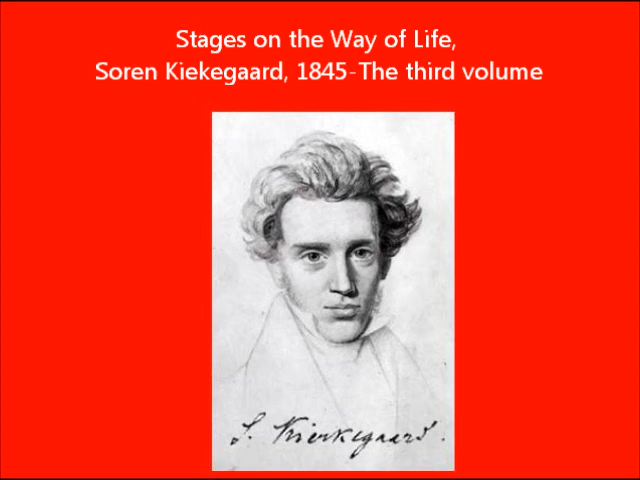 Stages on the Way of Life,
Soren Kiekegaard, 1845-The third volume
S. Kierkegaard.